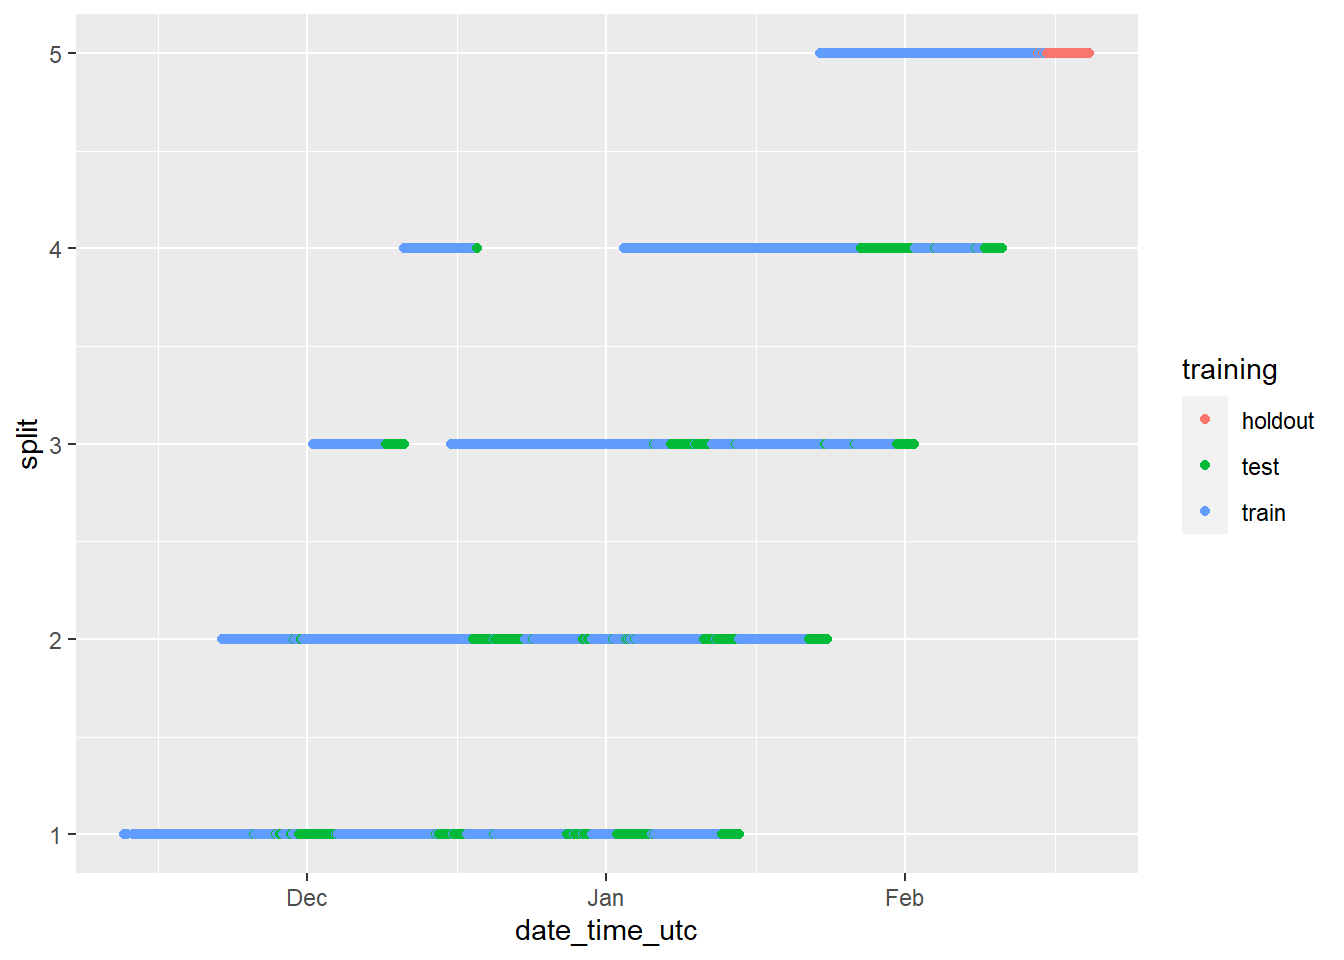 5
4
3
2
1
split
Dec
Jan
Feb
date_time_utc
training
holdout
test
train